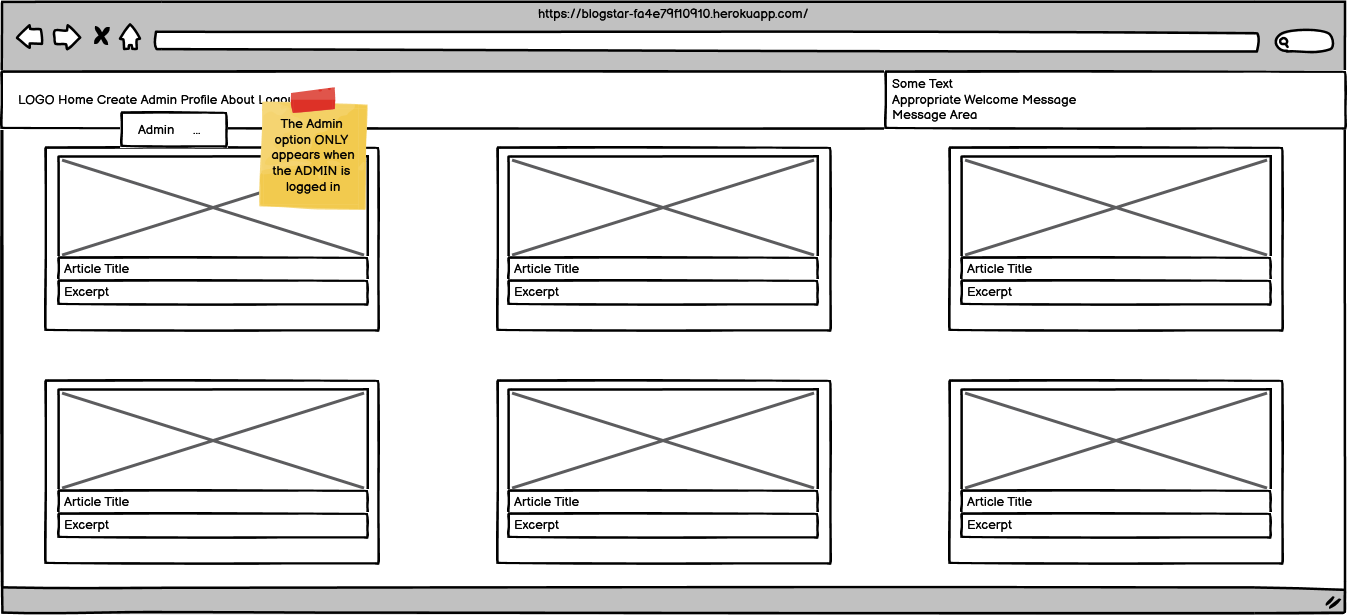 https://blogstar-fa4e79f10910.herokuapp.com/
LOGO Home Create Admin Profile About Logou
Some Text
Appropriate Welcome Message
Message Area
Admin ...
The Admin
option ONLY
appears when
the ADMIN is
logged in
Article Title
Excerpt
Article Title
Excerpt
Article Title
Excerpt
Article Title
Excerpt
Article Title
Excerpt
Article Title
Excerpt